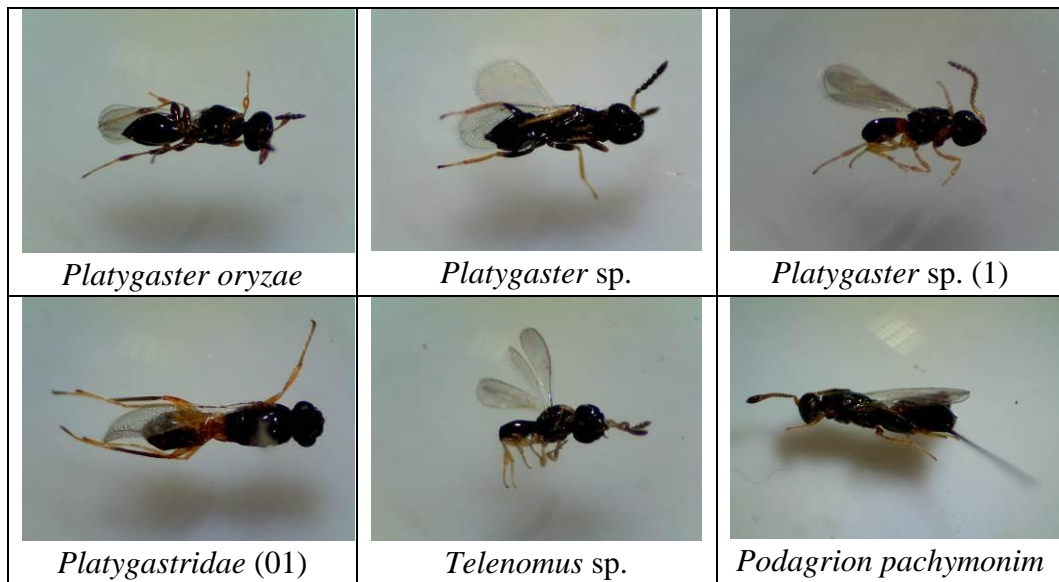 Platygaster oryzae
Platygaster sp.
Platygaster sp. (1)
Platygastridae (01)
Telenomus sp.
Podagrion pachymonim